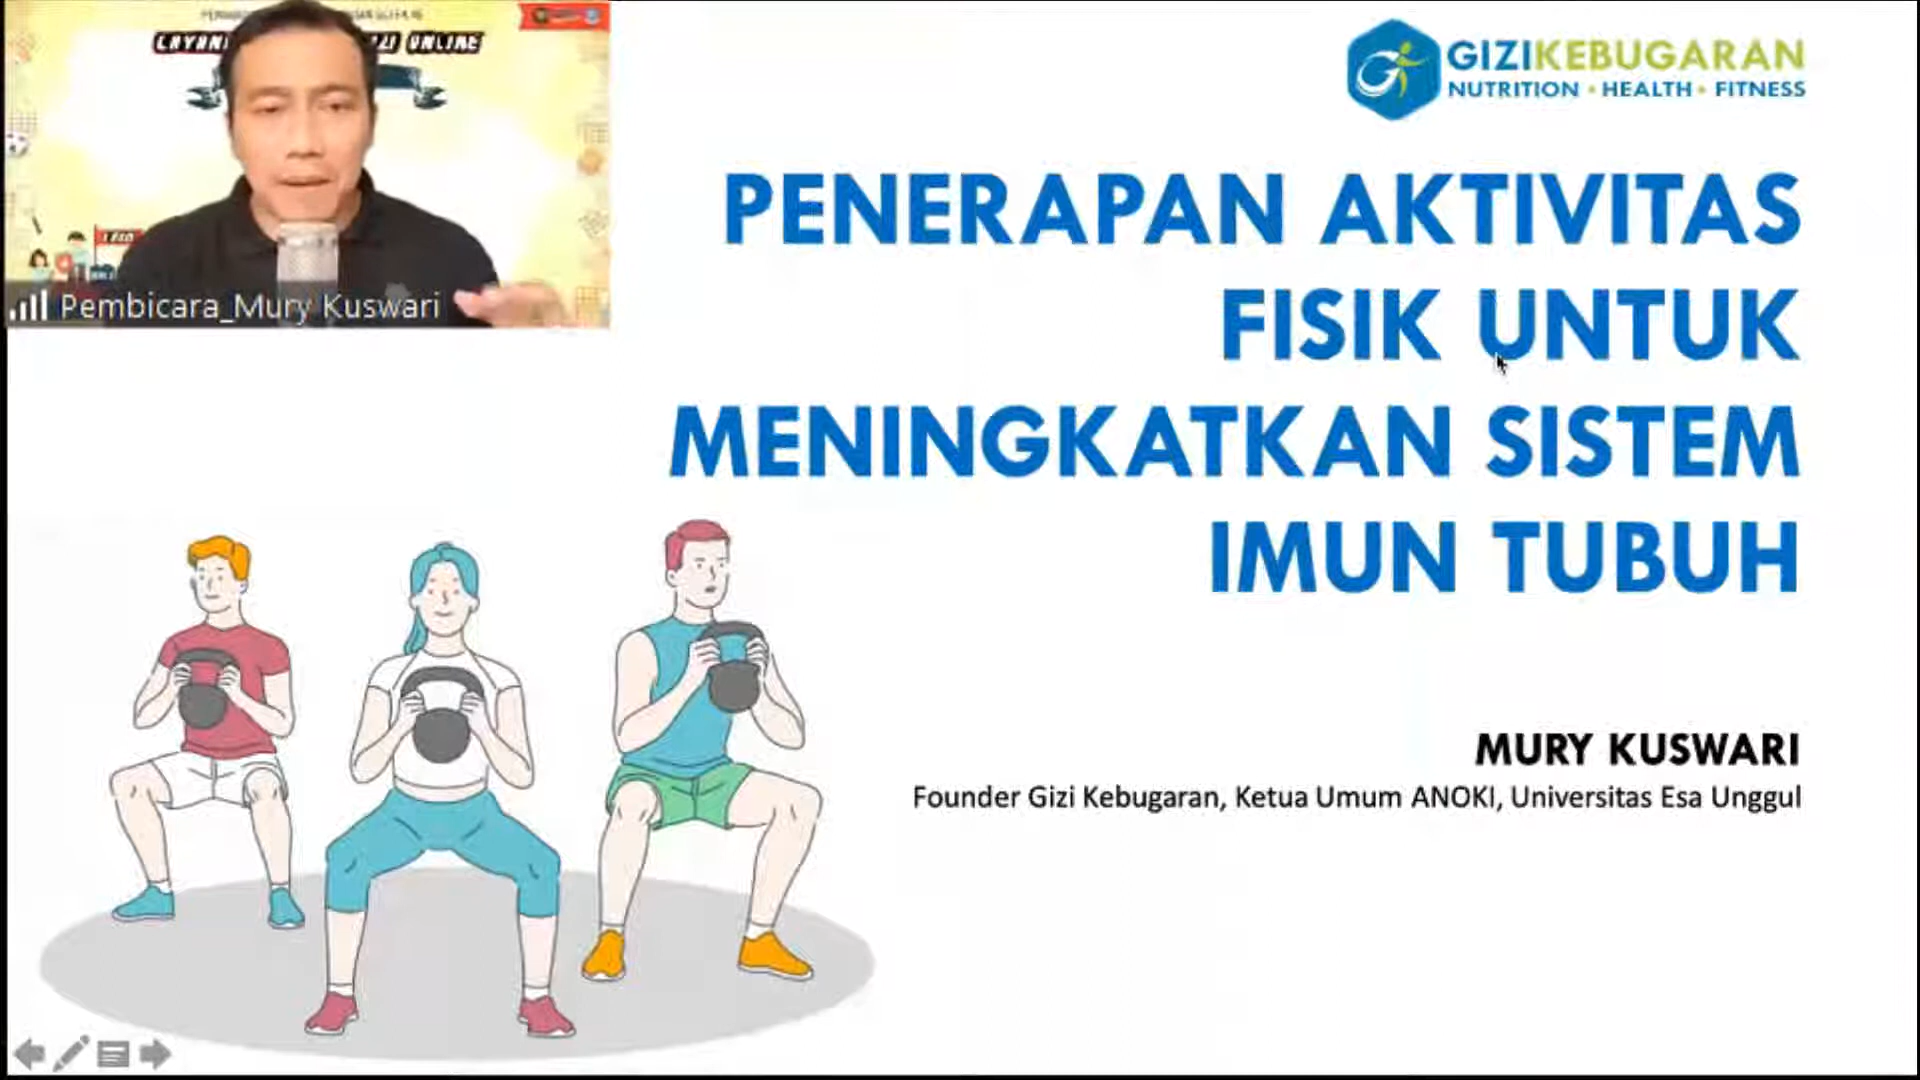 GIZIKEBUGARAN
NUTRITION • HEALTH • FITNESS
PENERAPAN AKTIVITAS
FISIK UNTUK
MENINGKATKAN SISTEM
IMUN TUBUH
MURY KUSWARI
Founder Gizi Kebugaran, Ketua Umum ANOKI, Universitas Esa Unggul
ONLINE
Pembicara_Mury Kuswari